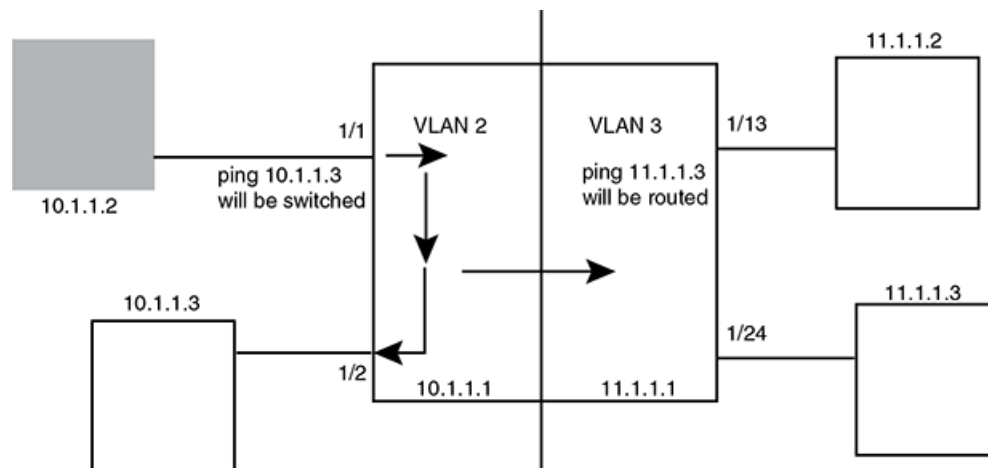 11.1.1.2
1/1
VLAN 2
VLAN 3
1/13
ping 10.1.1.3
will be switched
ping 11.1.1.3
will be routed
10.1.1.2
10.1.1.3
11.1.1.3
1/24
1/2
10.1.1.1
11.1.1.1